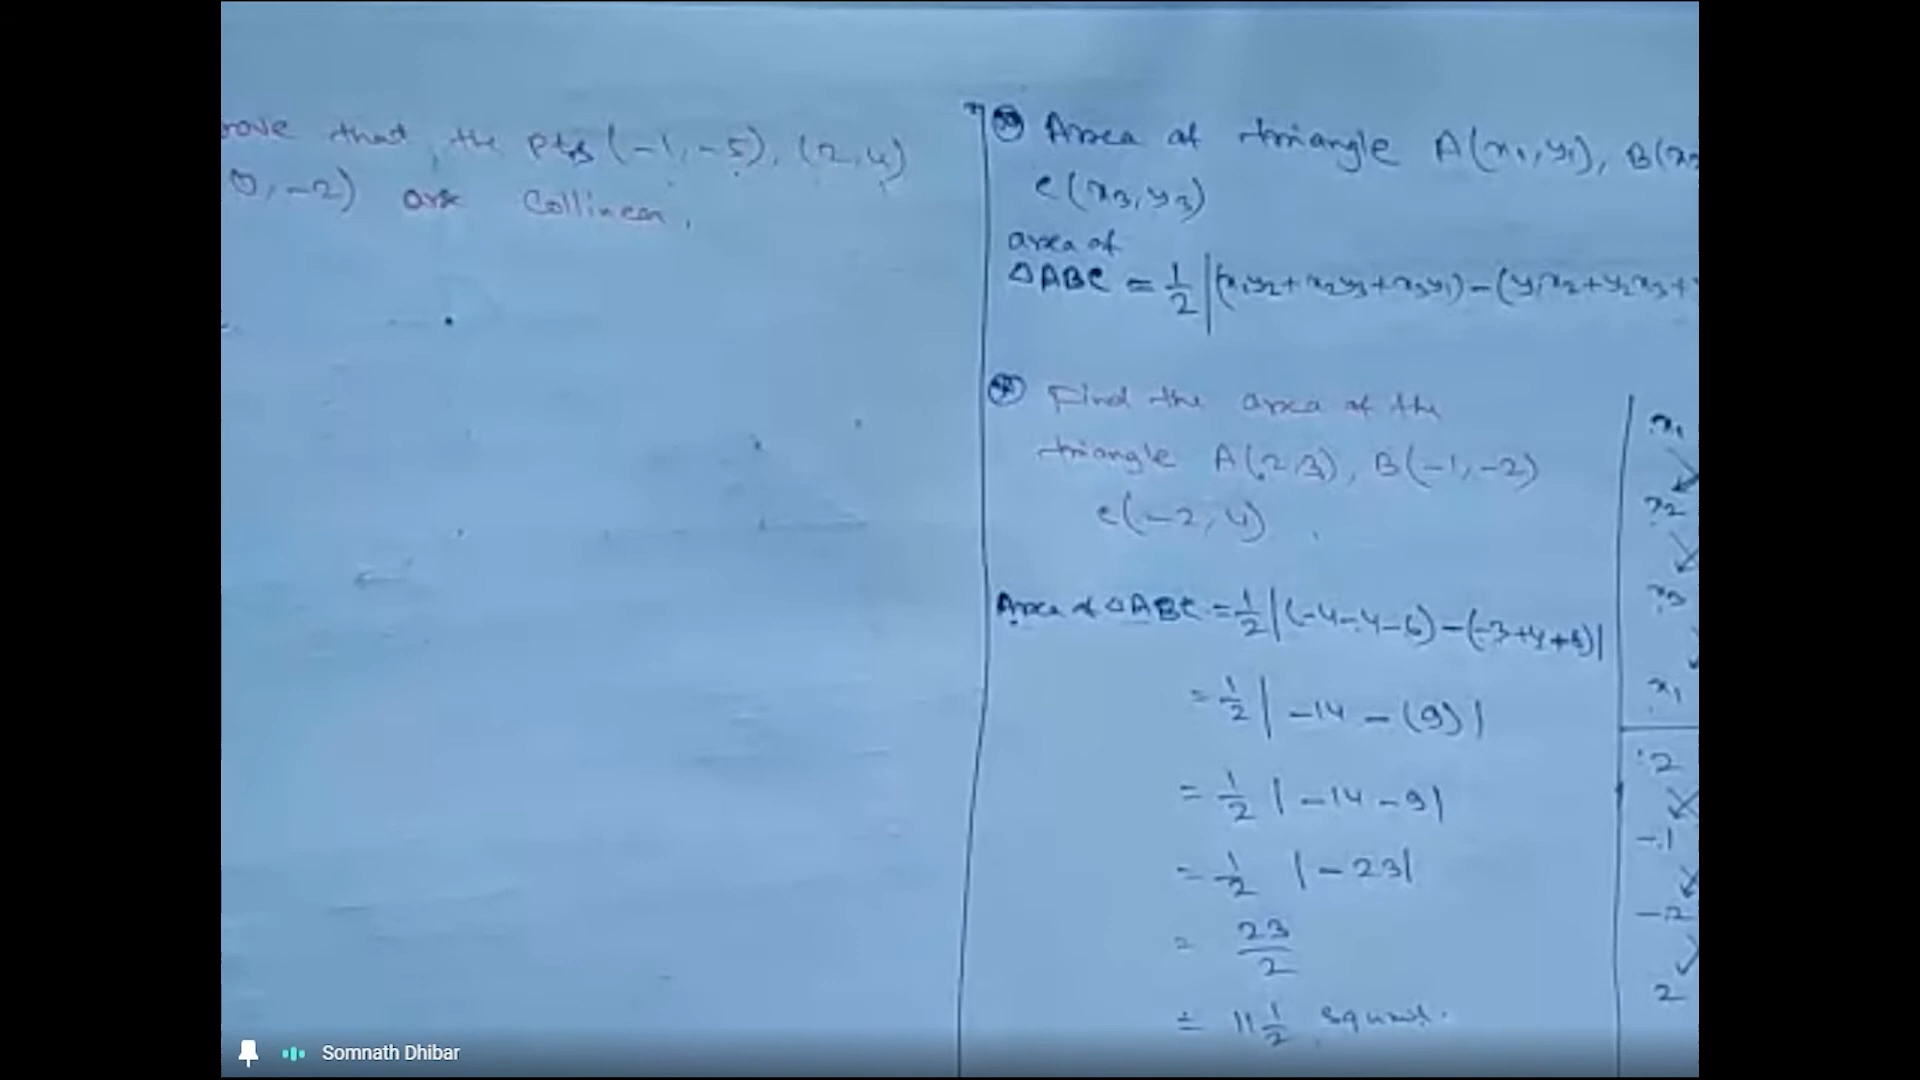 rove that, the pts (-1,-5), (2,4)
0,-2) are Collinear.
Area of triangle A(x₁,y₁), B(x₂
C(x₃,y₃)
area of
△ABC = 1/2 |(x₁y₂+x₂y₃+x₃y₁)-(y₁x₂+y₂x₃+
Find the area of the
triangle A(2,3), B(-1,-2)
C(-2,4)
Area of △ABC = 1/2 |(-4-4-6)-(-3+4+8)|
= 1/2 |-14-(9)|
= 1/2 |-14-9|
= 1/2 |-23|
= 23/2
= 11 1/2 squnit.
x₁
x₂
x₃
x₁
2
-1
-2
2
Somnath Dhibar